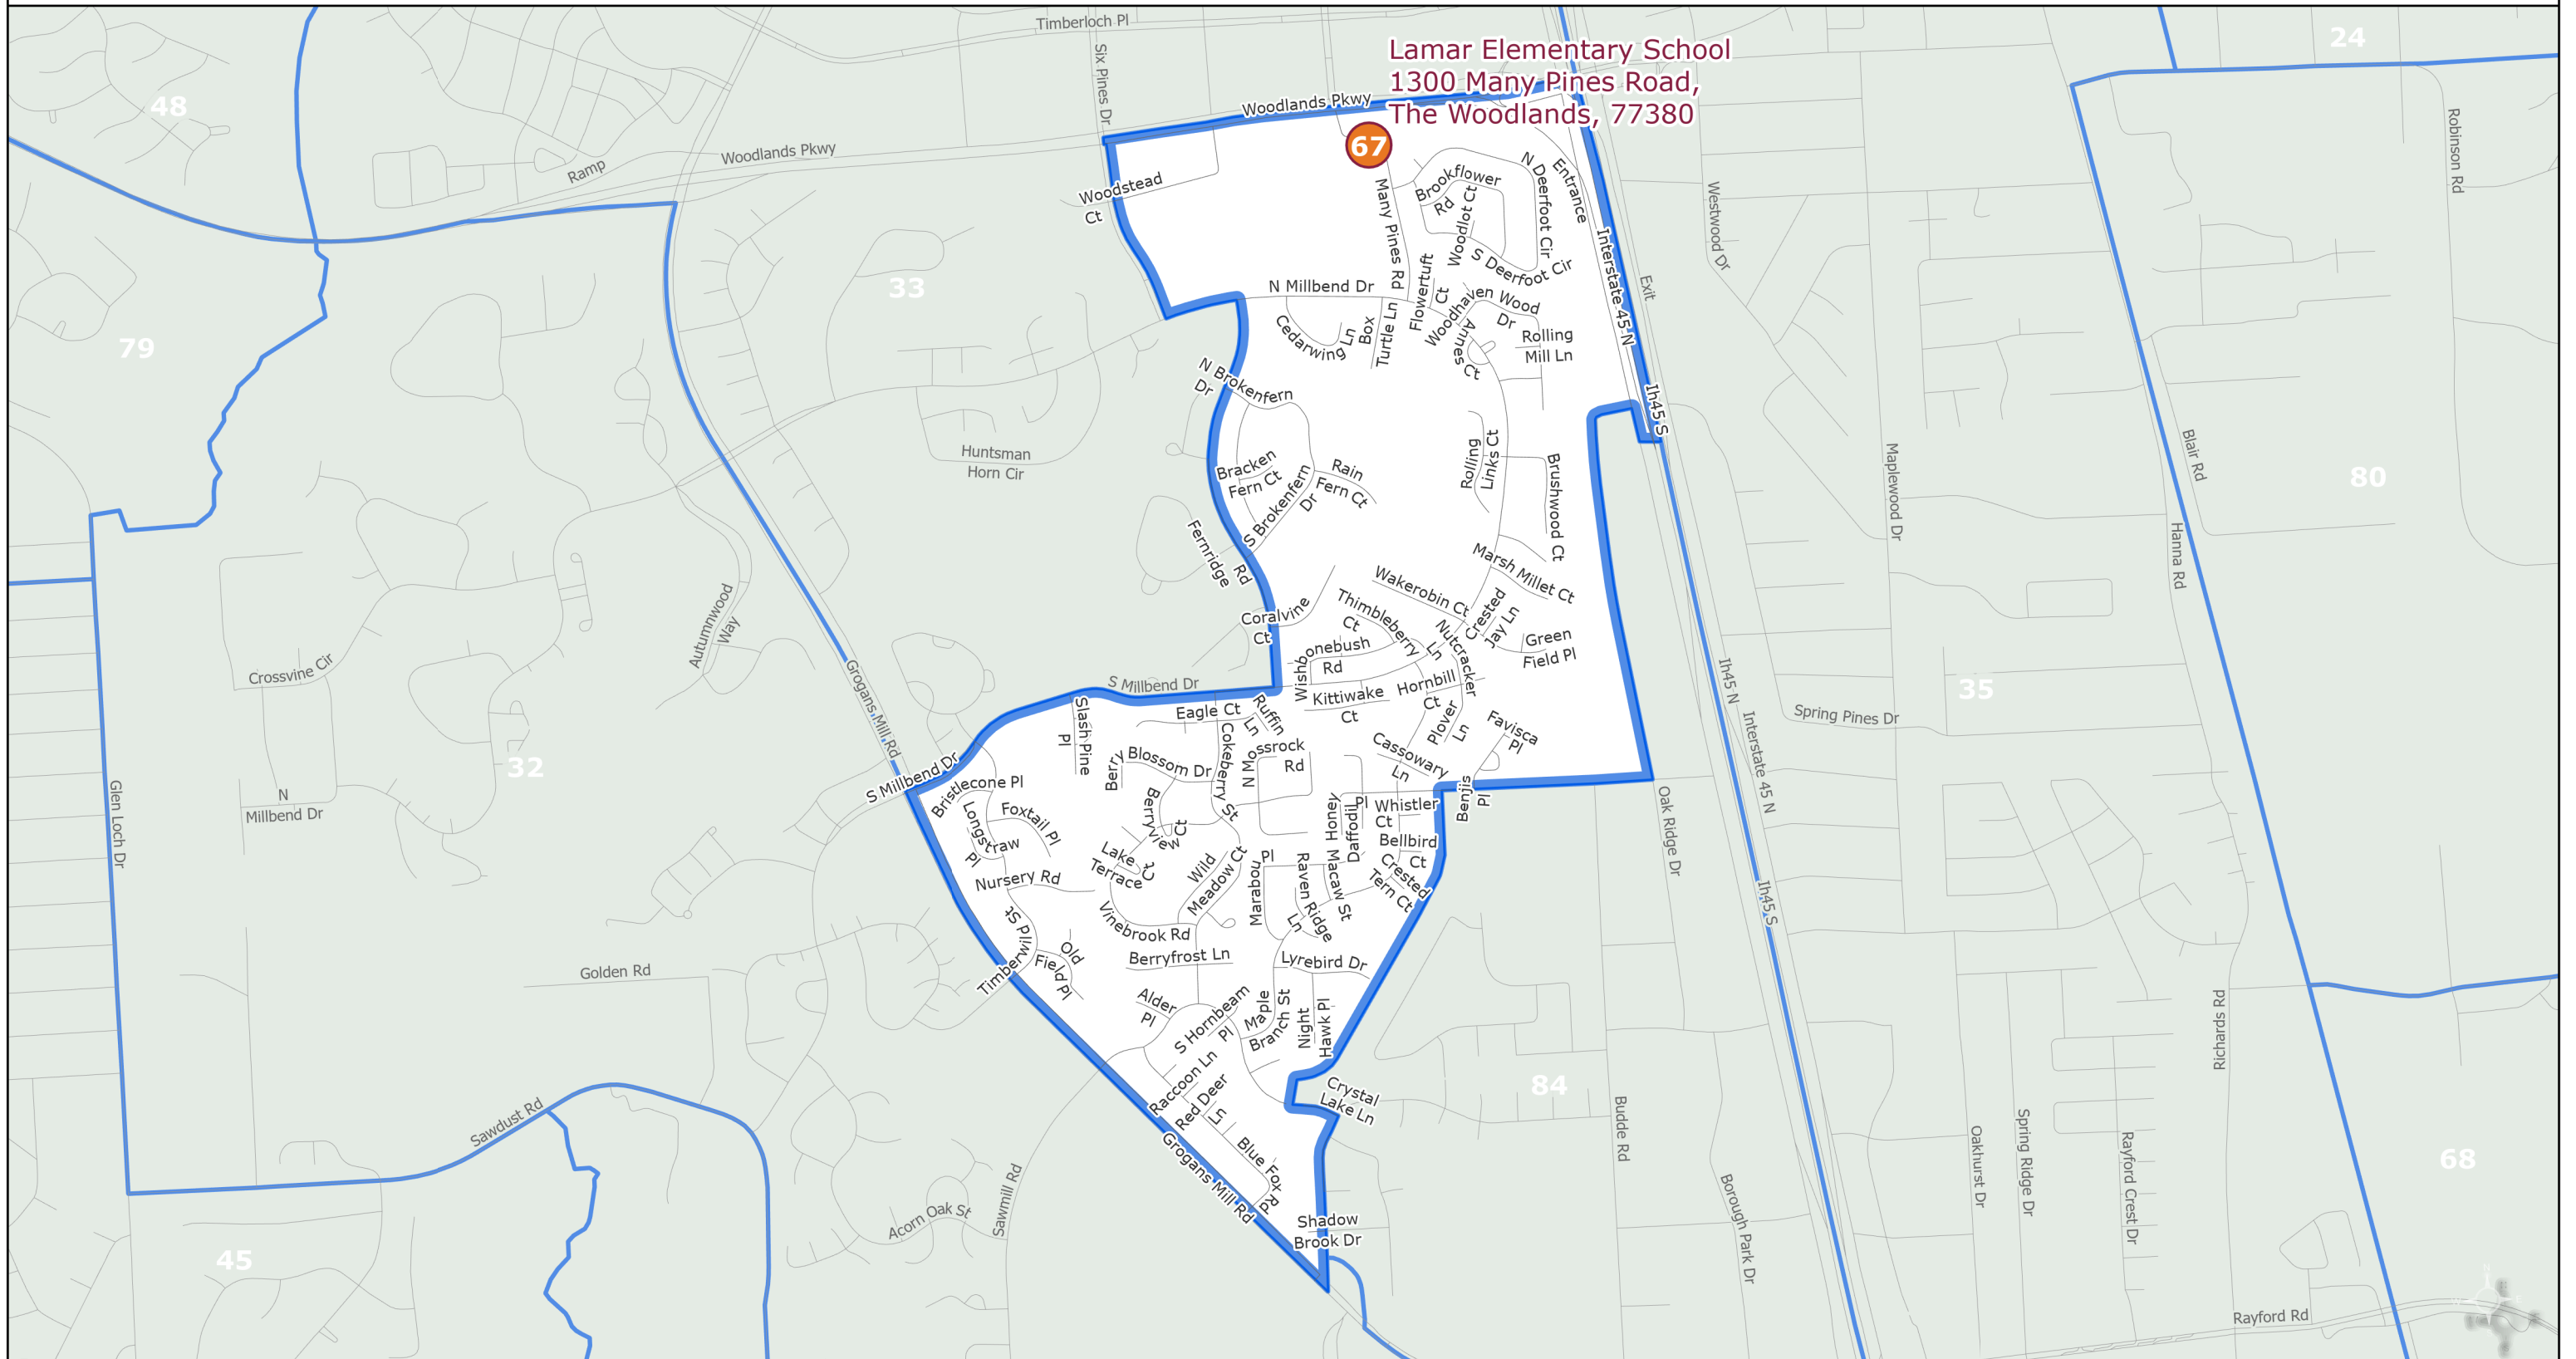 Timberloch Pl
24
Lamar Elementary School
1300 Many Pines Road,
The Woodlands, 77380
67
48
Six Pines Dr
Woodlands Pkwy
Woodlands Pkwy
Ramp
Robinson Rd
Woodstead
Ct
Brookflower
Rd
Woodlot Ct
N Deerfoot Cir
Entrance
Many Pines Rd
S Deerfoot Cir
Westwood Dr
Interstate 45 N
Exit
33
79
N Millbend Dr
Flowertuft
Ct
Woodhaven Wood
Dr
Cedarwing
Ln
Box
Turtle Ln
Annies
Ct
Rolling
Mill Ln
N Brokenfern
Dr
Ih45 S
Huntsman
Horn Cir
Bracken
Fern Ct
Rain
Fern Ct
S Brokenfern
Dr
Rolling
Links Ct
Brushwood Ct
Maplewood Dr
Blair Rd
80
Hanna Rd
Fernridge
Rd
Marsh Millet Ct
Wakerobin Ct
Coralvine
Ct
Thimbleberry
Ct
Crested
Jay Ln
Nutcracker
Ln
Green
Field Pl
Autumnwood
Way
Crossvine Cir
Wishbonebush
Rd
S Millbend Dr
Grogans Mill Rd
Kittiwake
Ct
Hornbill
Ct
Plover
Ln
Favisca
Pl
Ih45 N
Interstate 45 N
35
Spring Pines Dr
Slash Pine
Pl
Eagle Ct
Ruffin
Ln
Cokeberry St
N Mossrock
N
Rd
Cassowary
Ln
Berry
Blossom Dr
32
S Millbend Dr
Bristlecone Pl
Benjis
Pl
N
Millbend Dr
Glen Loch Dr
Longstraw
Pl
Foxtail Pl
Berryview
Ct
Honey
Daffodil
Pl
Whistler
Ct
Bellbird
Ct
Oak Ridge Dr
Lake
Terrace
Ct
Wild
Meadow Ct
Marabou
Pl
Raven Ridge
Ln
Macaw St
Crested
Tern Ct
Nursery Rd
Ih45 S
Vinebrook Rd
Timberwild St
Old
Field Pl
Berryfrost Ln
Lyrebird Dr
Golden Rd
Alder
Pl
S Hornbeam
Pl
Maple
Branch St
Night
Hawk Pl
Richards Rd
Raccoon Ln
Red Deer
Ln
Crystal
Lake Ln
84
Sawdust Rd
Budde Rd
Oakhurst Dr
Spring Ridge Dr
Rayford Crest Dr
68
Grogans Mill Rd
Blue Fox
Rd
Sawmill Rd
Acorn Oak St
Shadow
Brook Dr
Borough Park Dr
45
Rayford Rd